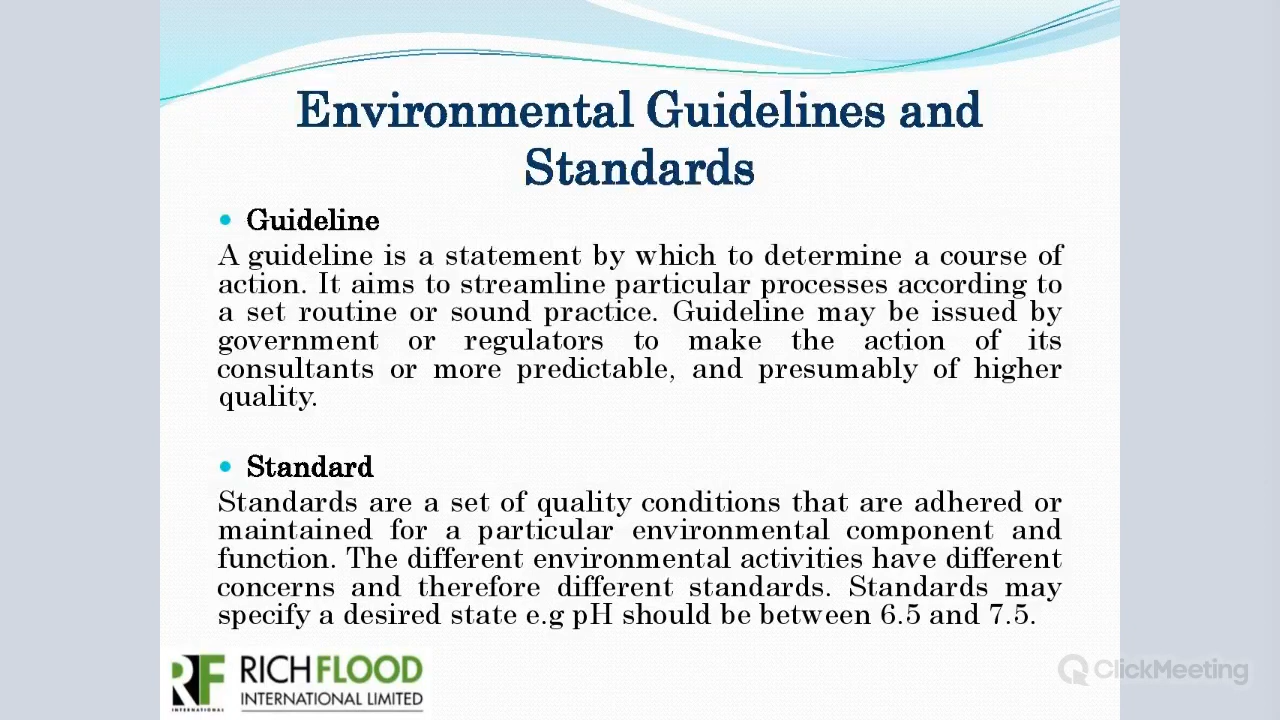 Environmental Guidelines and
Standards
• Guideline
A guideline is a statement by which to determine a course of
action. It aims to streamline particular processes according to
a set routine or sound practice. Guideline may be issued by
government or regulators to make the action of its
consultants or more predictable, and presumably of higher
quality.
• Standard
Standards are a set of quality conditions that are adhered or
maintained for a particular environmental component and
function. The different environmental activities have different
concerns and therefore different standards. Standards may
specify a desired state e.g pH should be between 6.5 and 7.5.
RF
INTERNATIONAL
RICHFLOOD
INTERNATIONAL LIMITED
ClickMeeting